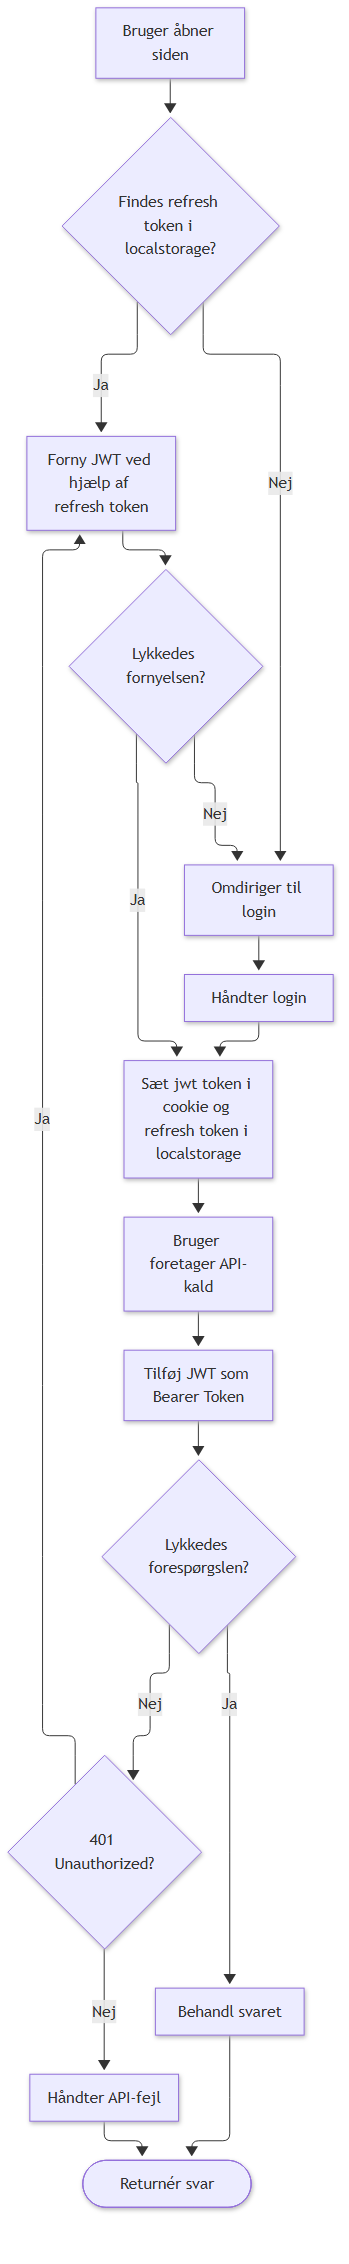 Bruger åbner
siden
Findes refresh
token i
localstorage?
Ja
Forny JWT ved
hjælp af
refresh token
Nej
Lykkedes
fornyelsen?
Nej
Omdiriger til
login
Ja
Håndter login
Sæt jwt token i
cookie og
refresh token i
localstorage
Ja
Bruger
foretager API-
kald
Tilføj JWT som
Bearer Token
Lykkedes
forespørgslen?
Nej
Ja
401
Unauthorized?
Nej
Behandl svaret
Håndter API-fejl
Returnér svar